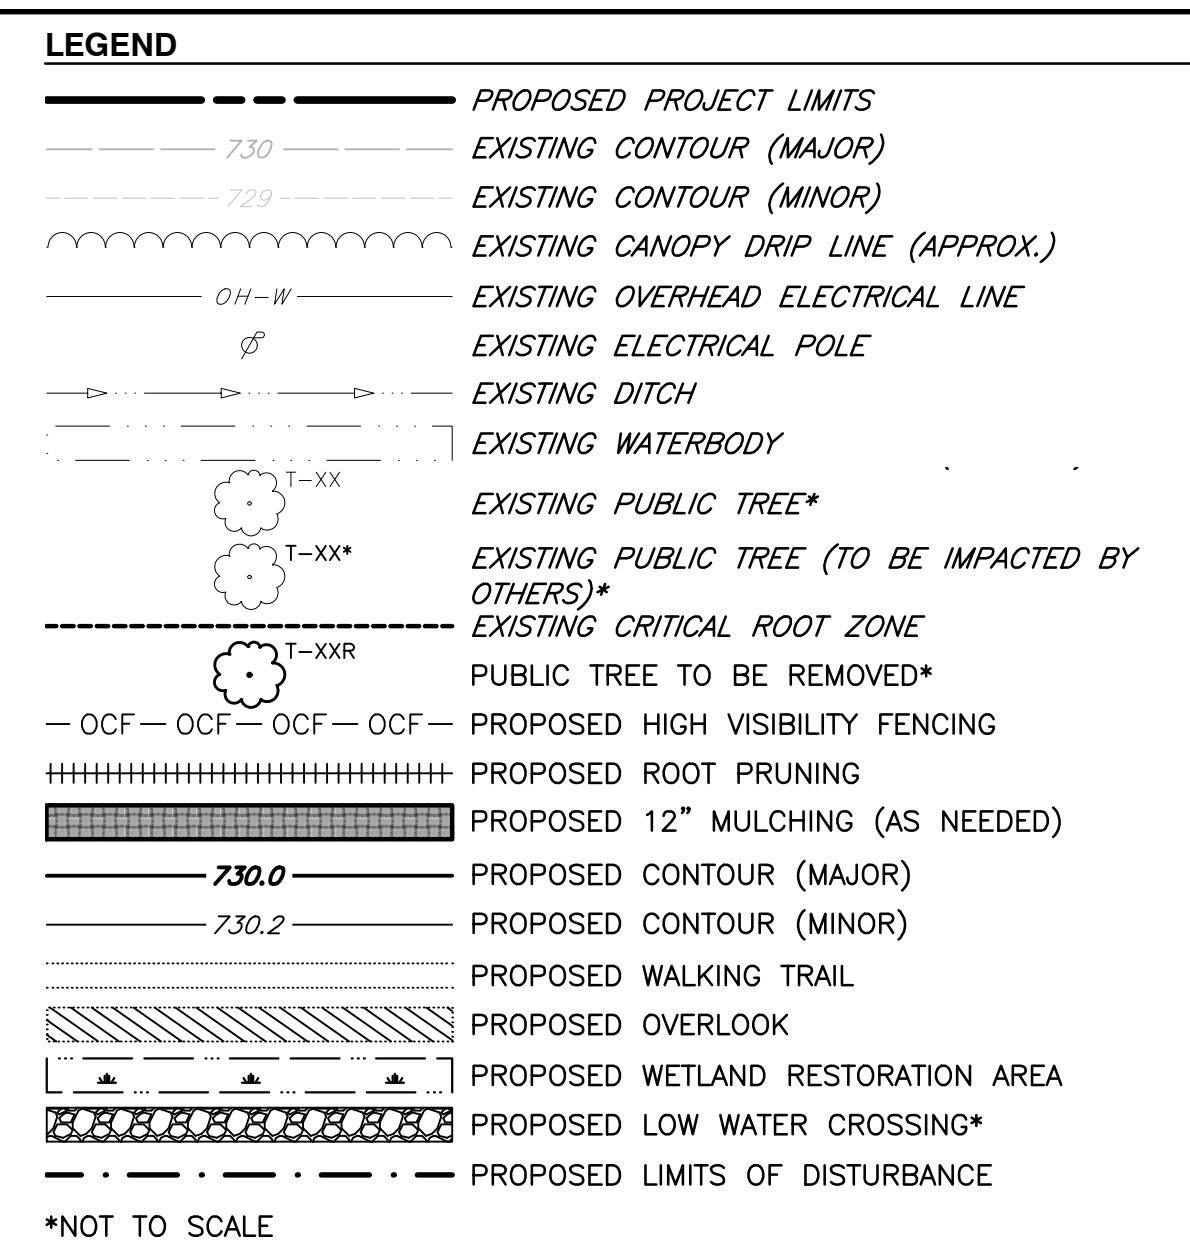 LEGEND
PROPOSED PROJECT LIMITS
730 EXISTING CONTOUR (MAJOR)
729 EXISTING CONTOUR (MINOR)
EXISTING CANOPY DRIP LINE (APPROX.)
OH-W EXISTING OVERHEAD ELECTRICAL LINE
EXISTING ELECTRICAL POLE
EXISTING DITCH
EXISTING WATERBODY
T-XX
EXISTING PUBLIC TREE*
T-XX* EXISTING PUBLIC TREE (TO BE IMPACTED BY
OTHERS)*
EXISTING CRITICAL ROOT ZONE
T-XXR
PUBLIC TREE TO BE REMOVED*
OCF OCF OCF OCF PROPOSED HIGH VISIBILITY FENCING
PROPOSED ROOT PRUNING
PROPOSED 12" MULCHING (AS NEEDED)
730.0 PROPOSED CONTOUR (MAJOR)
730.2 PROPOSED CONTOUR (MINOR)
PROPOSED WALKING TRAIL
PROPOSED OVERLOOK
PROPOSED WETLAND RESTORATION AREA
PROPOSED LOW WATER CROSSING*
PROPOSED LIMITS OF DISTURBANCE
*NOT TO SCALE